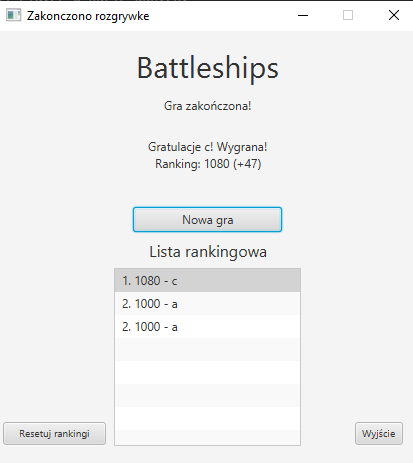 Zakonczono rozgrywke
Battleships
Gra zakończona!
Gratulacje c! Wygrana!
Ranking: 1080 (+47)
Nowa gra
Lista rankingowa
1. 1080 - c
2. 1000 - a
2. 1000 - a
Resetuj rankingi
Wyjście